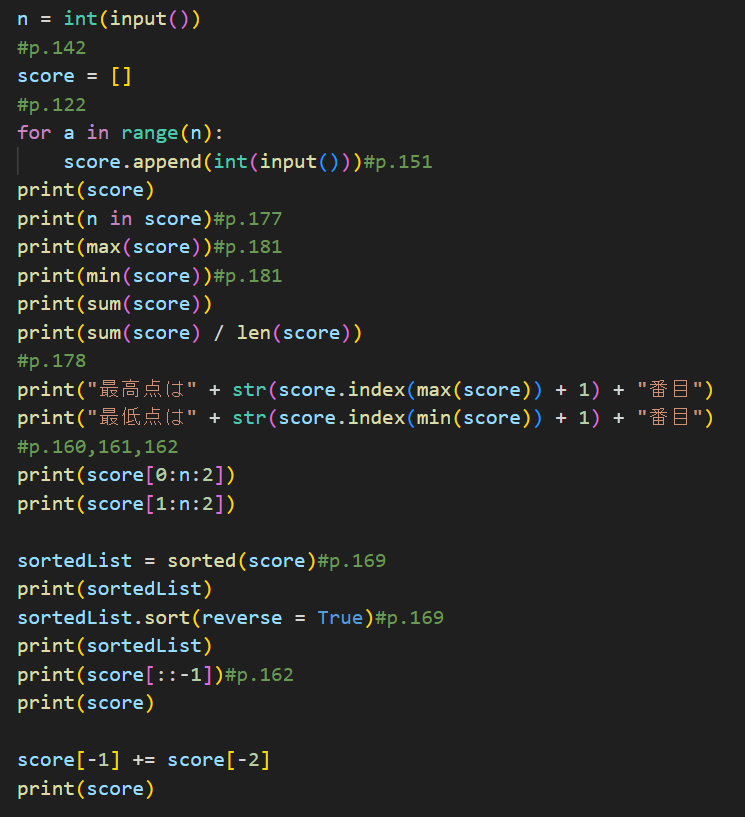 n = int(input())
#p.142
score = []
#p.122
for a in range(n):
    score.append(int(input()))#p.151
print(score)
print(n in score)#p.177
print(max(score))#p.181
print(min(score))#p.181
print(sum(score))
print(sum(score) / len(score))
#p.178
print("最高点は" + str(score.index(max(score)) + 1) + "番目")
print("最低点は" + str(score.index(min(score)) + 1) + "番目")
#p.160,161,162
print(score[0:n:2])
print(score[1:n:2])

sortedList = sorted(score)#p.169
print(sortedList)
sortedList.sort(reverse = True)#p.169
print(sortedList)
print(score[::-1])#p.162
print(score)

score[-1] += score[-2]
print(score)